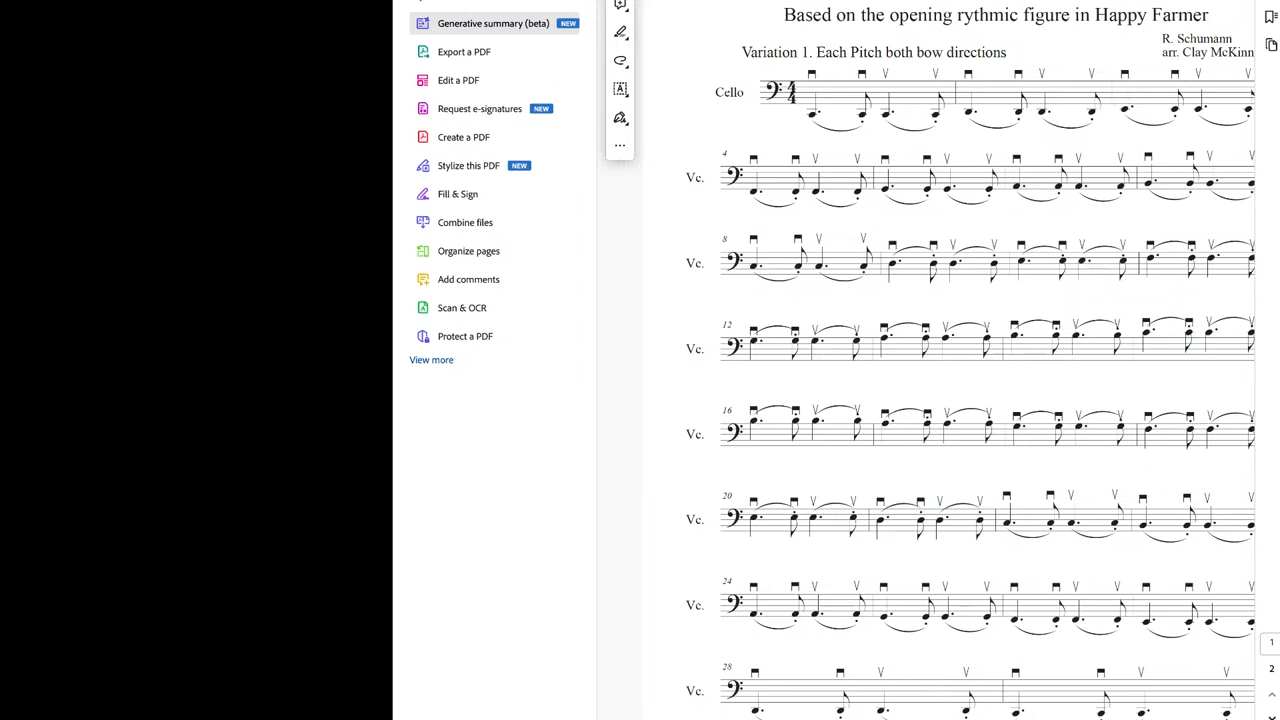 Generative summary (beta) NEW
Export a PDF
Edit a PDF
Request e-signatures NEW
Create a PDF
Stylize this PDF NEW
Fill & Sign
Combine files
Organize pages
Add comments
Scan & OCR
Protect a PDF
View more
Based on the opening rythmic figure in Happy Farmer
R. Schumann
Variation 1. Each Pitch both bow directions
arr. Clay McKinn
Cello
4
Vc.
8
Vc.
12
Vc.
16
Vc.
20
Vc.
24
Vc.
28
Vc.
1
2